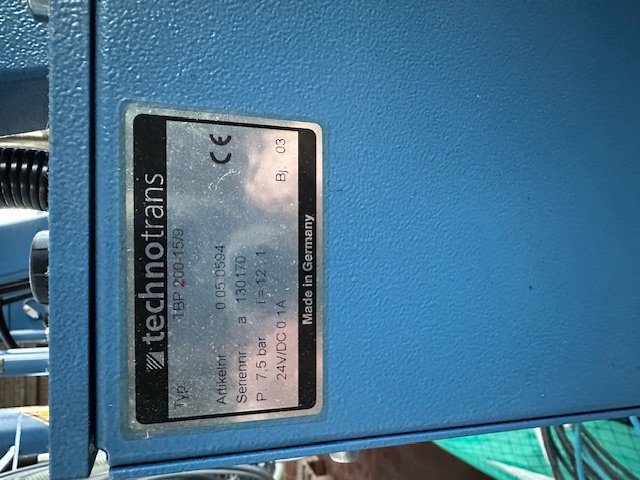 technotrans
Typ: TBP 200-15/9
Artikelnr. 0.05.0594
Seriennr. a 130170
P. 7,5 bar i = 12 : 1
24V/DC 0.1A Bj. 03
CE
Made in Germany